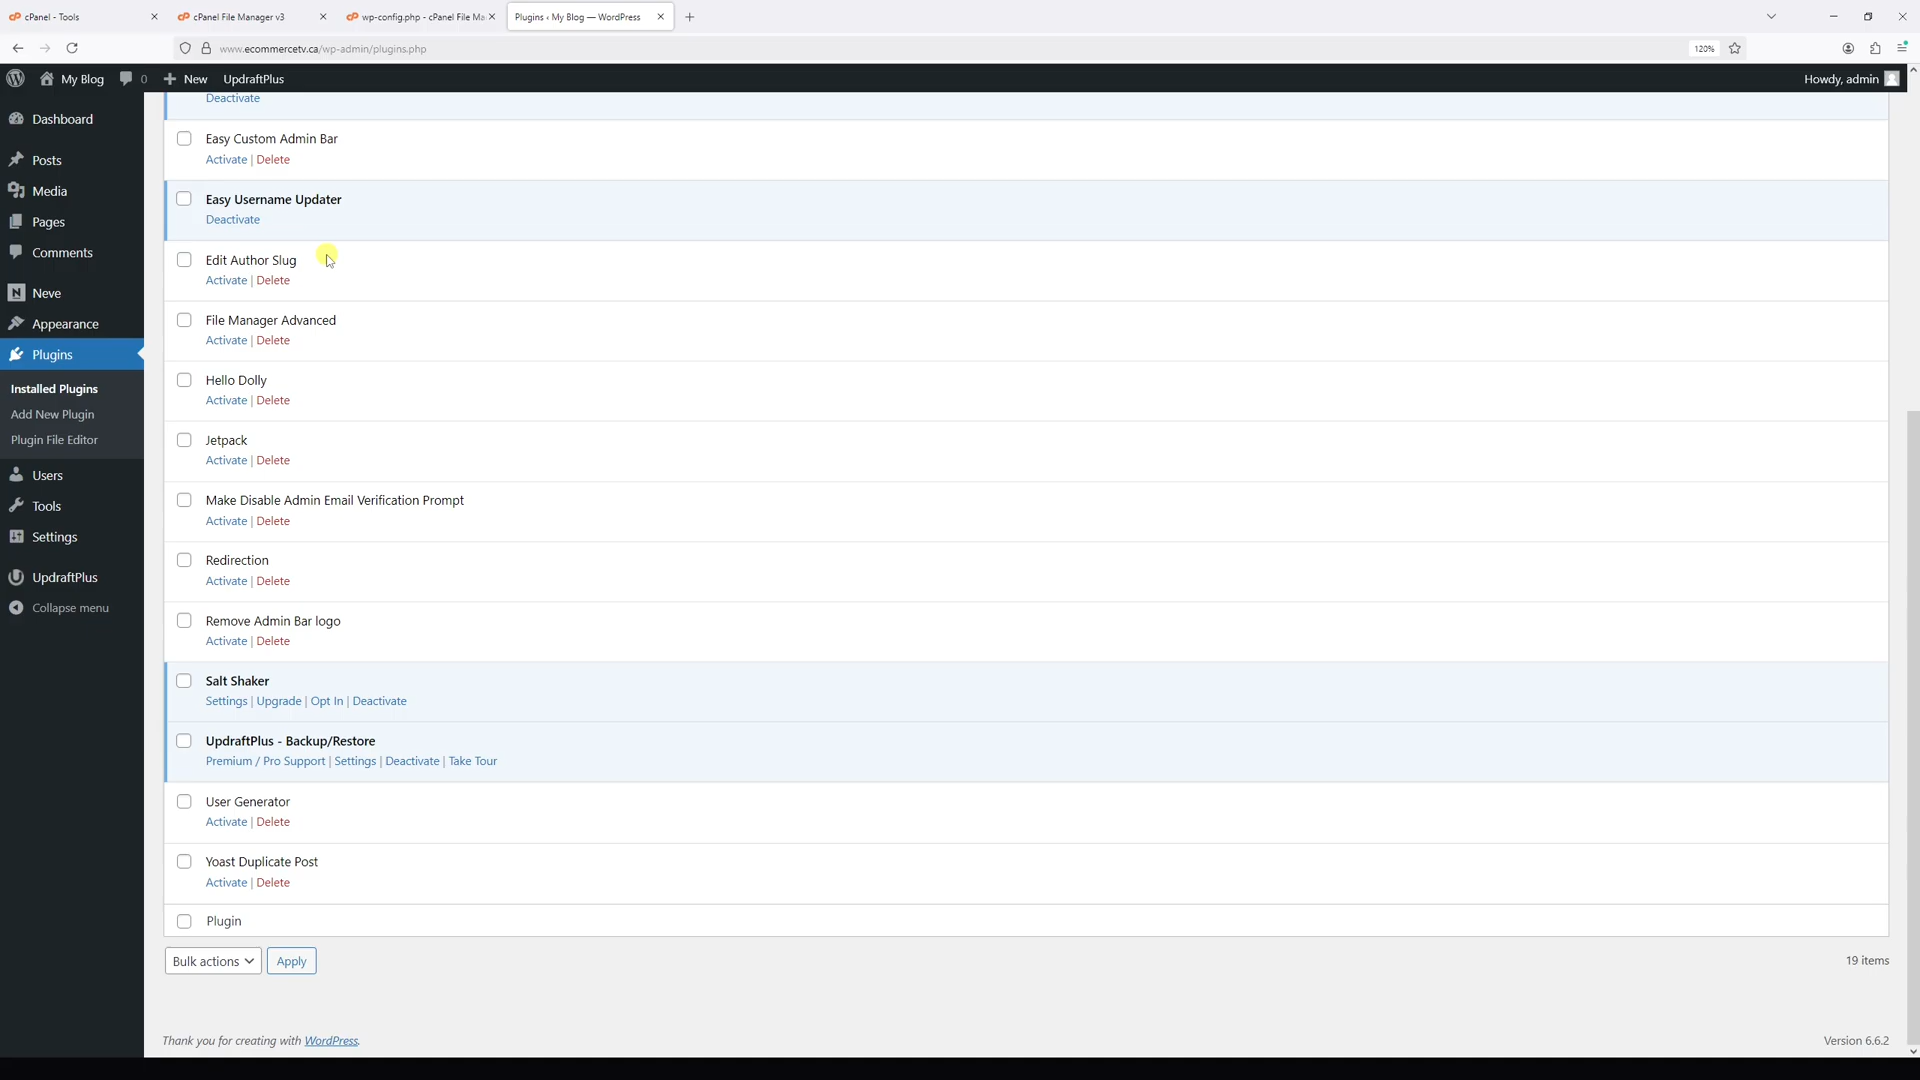 cPanel - Tools
cPanel File Manager v3
wp-config.php - cPanel File Ma
Plugins ‹ My Blog — WordPress
www.ecommercetv.ca/wp-admin/plugins.php
120%
My Blog
0
New
UpdraftPlus
Howdy, admin
Dashboard
Posts
Media
Pages
Comments
Neve
Appearance
Plugins
Installed Plugins
Add New Plugin
Plugin File Editor
Users
Tools
Settings
UpdraftPlus
Collapse menu
Deactivate
Easy Custom Admin Bar
Activate | Delete
Easy Username Updater
Deactivate
Edit Author Slug
Activate | Delete
File Manager Advanced
Activate | Delete
Hello Dolly
Activate | Delete
Jetpack
Activate | Delete
Make Disable Admin Email Verification Prompt
Activate | Delete
Redirection
Activate | Delete
Remove Admin Bar logo
Activate | Delete
Salt Shaker
Settings | Upgrade | Opt In | Deactivate
UpdraftPlus - Backup/Restore
Premium / Pro Support | Settings | Deactivate | Take Tour
User Generator
Activate | Delete
Yoast Duplicate Post
Activate | Delete
Plugin
Bulk actions
Apply
19 items
Thank you for creating with WordPress.
Version 6.6.2